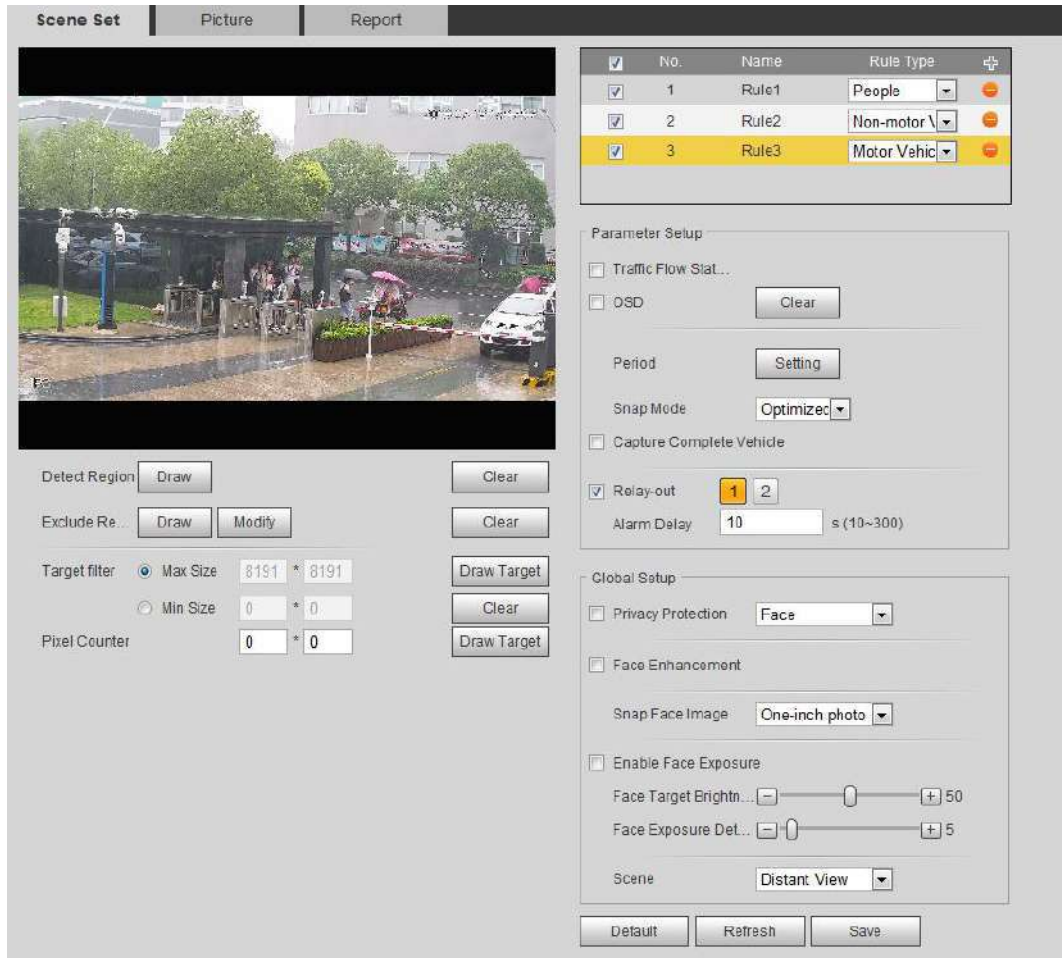 Scene Set Picture Report
No. Name Rule Type
1 Rule1 People
2 Rule2 Non-motor V
3 Rule3 Motor Vehic
Parameter Setup
Traffic Flow Stat...
OSD Clear
Period Setting
Snap Mode Optimized
Capture Complete Vehicle
Relay-out 1 2
Alarm Delay 10 s (10~300)
Detect Region Draw Clear
Exclude Re... Draw Modify Clear
Target filter Max Size 8191 * 8191 Draw Target
Min Size 0 * 0 Clear
Pixel Counter 0 * 0 Draw Target
Global Setup
Privacy Protection Face
Face Enhancement
Snap Face Image One-inch photo
Enable Face Exposure
Face Target Brightn... 50
Face Exposure Det... 5
Scene Distant View
Default Refresh Save